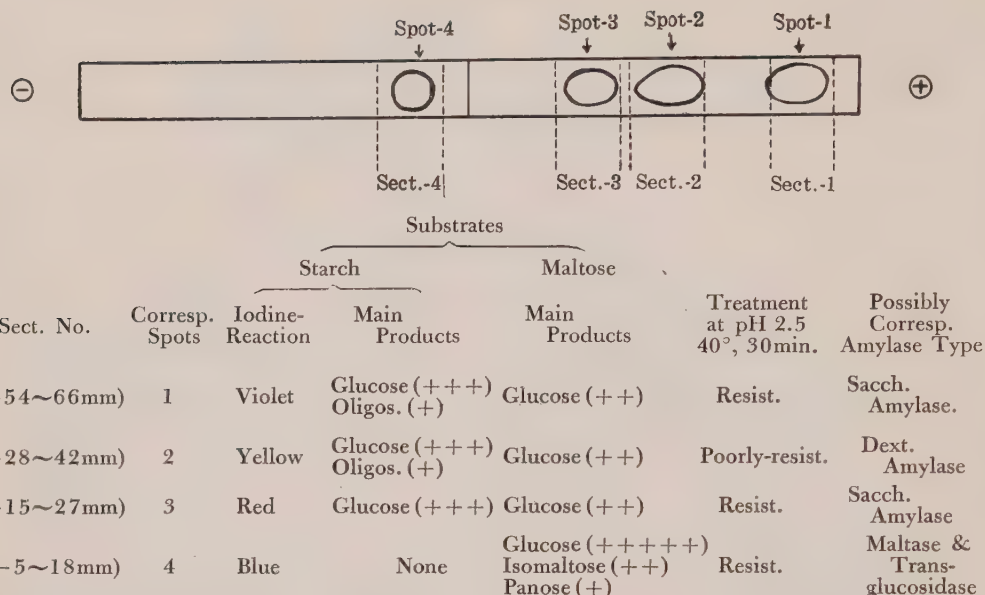 Spot-4 Spot-3 Spot-2 Spot-1
⊖ ⊕
Sect.-4 Sect.-3 Sect.-2 Sect.-1
Substrates
Starch Maltose
Sect. No. Corresp. Spots Iodine-Reaction Main Products Main Products Treatment at pH 2.5 40°, 30min. Possibly Corresp. Amylase Type
54~66mm) 1 Violet Glucose (+++) Oligos. (+) Glucose (++) Resist. Sacch. Amylase.
28~42mm) 2 Yellow Glucose (+++) Oligos. (+) Glucose (++) Poorly-resist. Dext. Amylase
15~27mm) 3 Red Glucose (+++) Glucose (++) Resist. Sacch. Amylase
-5~18mm) 4 Blue None Glucose (+++++) Isomaltose (++) Panose (+) Resist. Maltase & Trans-glucosidase